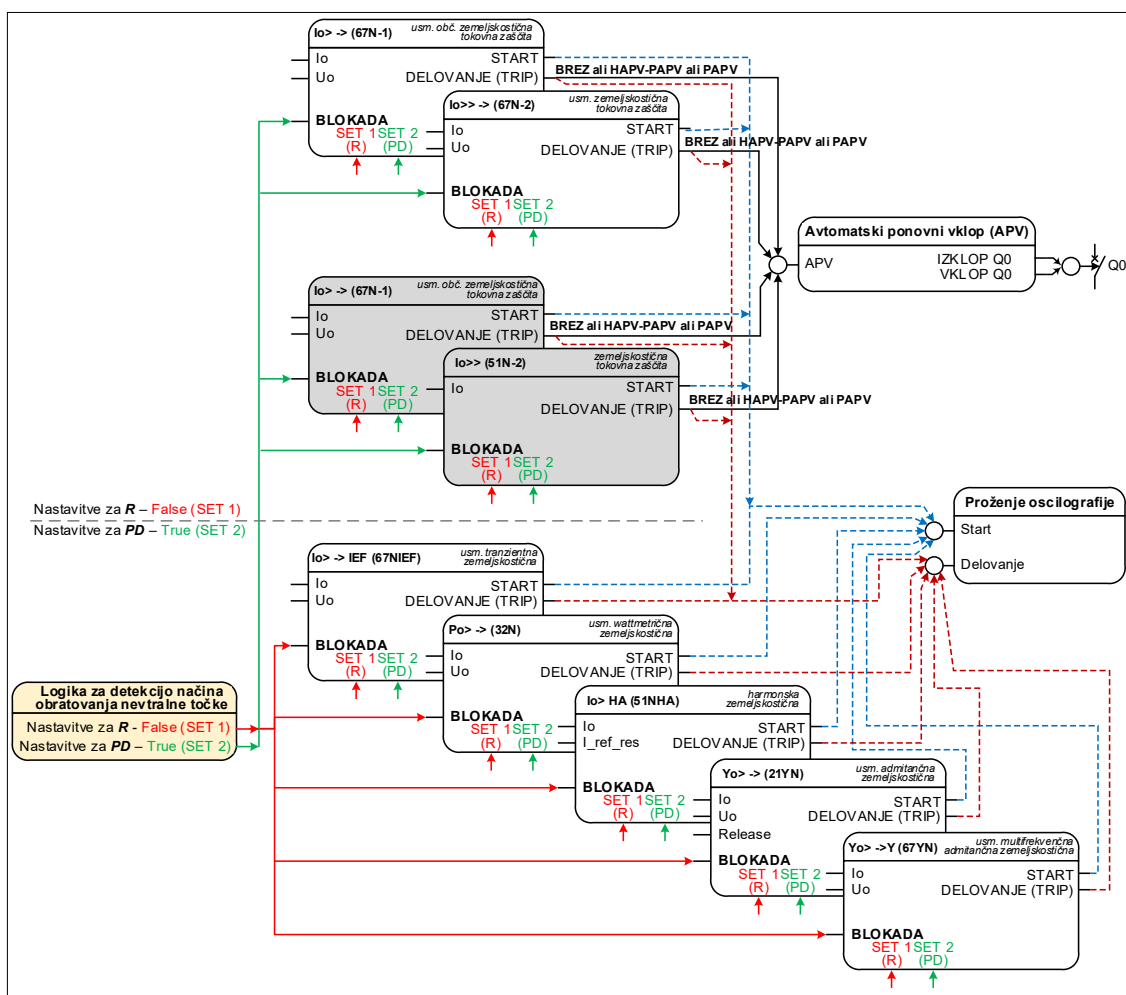 Io> -> (67N-1)
usm. obč. zemeljskostična
tokovna zaščita
Io
Uo
START
DELOVANJE (TRIP)
BREZ ali HAPV-PAPV ali PAPV
BLOKADA
SET 1 SET 2
(R) (PD)
Io>> -> (67N-2)
usm. zemeljskostična
tokovna zaščita
Io
Uo
START
DELOVANJE (TRIP)
BREZ ali HAPV-PAPV ali PAPV
BLOKADA
SET 1 SET 2
(R) (PD)
Avtomatski ponovni vklop (APV)
APV
IZKLOP Q0
VKLOP Q0
Q0
Io> -> (67N-1)
usm. obč. zemeljskostična
tokovna zaščita
Io
Uo
START
DELOVANJE (TRIP)
BREZ ali HAPV-PAPV ali PAPV
BLOKADA
SET 1 SET 2
(R) (PD)
Io>> (51N-2)
zemeljskostična
tokovna zaščita
Io
START
DELOVANJE (TRIP)
BREZ ali HAPV-PAPV ali PAPV
BLOKADA
SET 1 SET 2
(R) (PD)
Nastavitve za R – False (SET 1)
Nastavitve za PD – True (SET 2)
Proženje oscilografije
Start
Delovanje
Io> -> IEF (67NIEF)
usm. tranzientna
zemeljskostična
Io
Uo
START
DELOVANJE (TRIP)
BLOKADA
SET 1 SET 2
(R) (PD)
Po> -> (32N)
usm. wattmetrična
zemeljskostična
Io
Uo
START
DELOVANJE (TRIP)
BLOKADA
SET 1 SET 2
(R) (PD)
Logika za detekcijo načina
obratovanja nevtralne točke
Nastavitve za R - False (SET 1)
Nastavitve za PD – True (SET 2)
Io> HA (51NHA)
harmonska
zemeljskostična
Io
I_ref_res
START
DELOVANJE (TRIP)
BLOKADA
SET 1 SET 2
(R) (PD)
Yo> -> (21YN)
usm. admitančna
zemeljskostična
Io
Uo
Release
START
DELOVANJE (TRIP)
BLOKADA
SET 1 SET 2
(R) (PD)
Yo> ->Y (67YN)
usm. multifrekvenčna
admitančna zemeljskostična
Io
Uo
START
DELOVANJE (TRIP)
BLOKADA
SET 1 SET 2
(R) (PD)